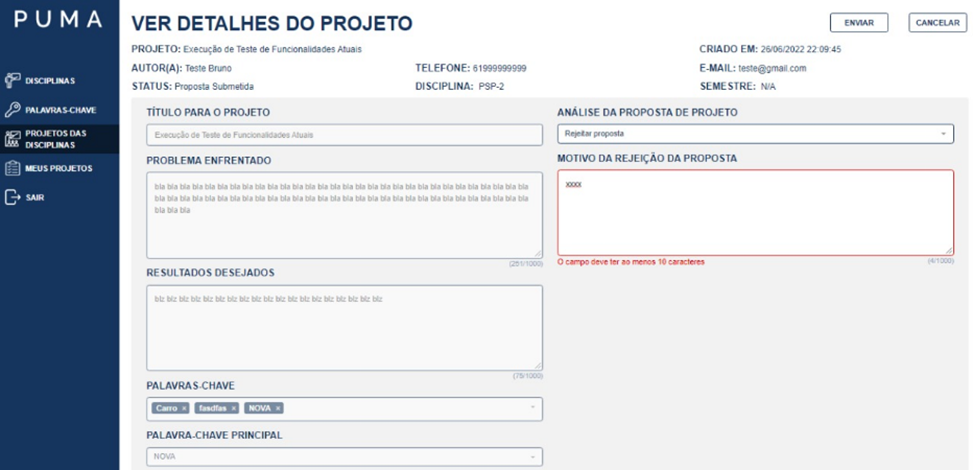 PUMA
DISCIPLINAS
PALAVRAS-CHAVE
PROJETOS DAS
DISCIPLINAS
MEUS PROJETOS
SAIR
VER DETALHES DO PROJETO
ENVIAR
CANCELAR
PROJETO: Execução de Teste de Funcionalidades Atuais
CRIADO EM: 26/06/2022 22:09:45
AUTOR(A): Teste Bruno
TELEFONE: 61999999999
E-MAIL: teste@gmail.com
STATUS: Proposta Submetida
DISCIPLINA: PSP-2
SEMESTRE: N/A
TÍTULO PARA O PROJETO
Execução de Teste de Funcionalidades Atuais
PROBLEMA ENFRENTADO
bla bla bla bla bla bla bla bla bla bla bla bla bla bla bla bla bla bla bla bla bla bla bla bla bla bla bla bla bla bla
bla bla bla bla bla bla bla bla bla bla bla bla bla bla bla bla bla bla bla bla bla bla bla bla bla bla bla bla bla bla
bla bla bla
(251/1000)
RESULTADOS DESEJADOS
blz blz blz blz blz blz blz blz blz blz blz blz blz blz blz blz blz blz blz
(75/1000)
PALAVRAS-CHAVE
Carro ×
fasdfas ×
NOVA ×
PALAVRA-CHAVE PRINCIPAL
NOVA
ANÁLISE DA PROPOSTA DE PROJETO
Rejeitar proposta
MOTIVO DA REJEIÇÃO DA PROPOSTA
xxxx
O campo deve ter ao menos 10 caracteres
(4/1000)